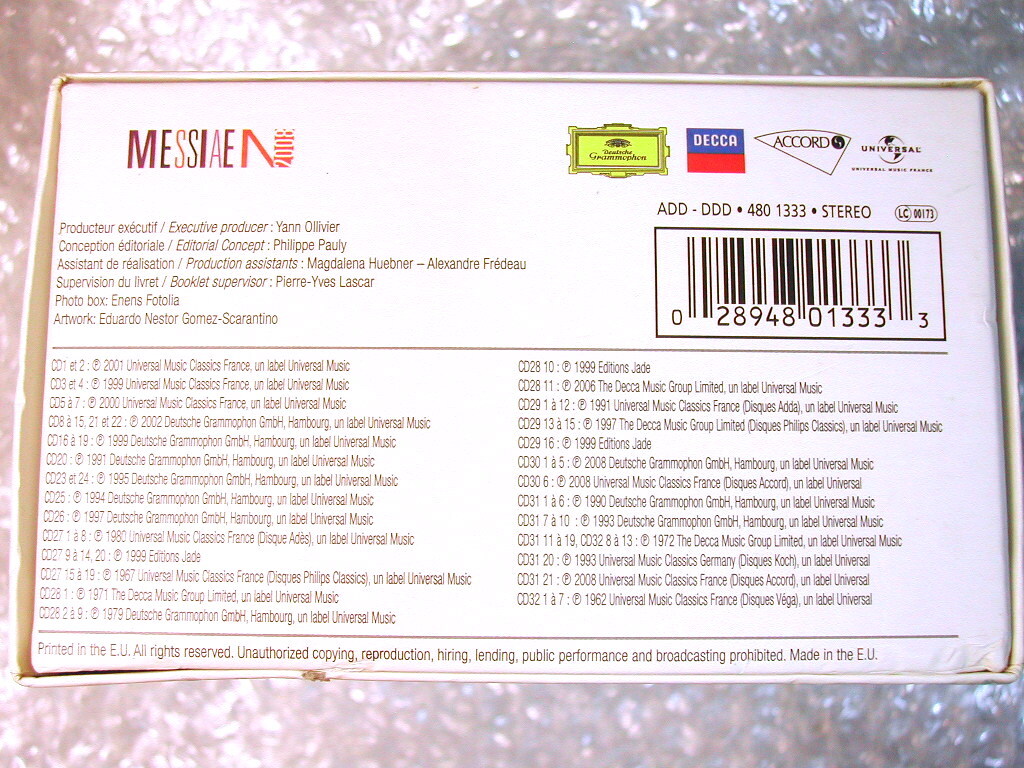 MESSIAEN 2008
Deutsche
Grammophon
DECCA
ACCORD
UNIVERSAL
UNIVERSAL MUSIC FRANCE
ADD - DDD • 480 1333 • STEREO
LC 00173
Producteur exécutif / Executive producer : Yann Ollivier
Conception éditoriale / Editorial Concept : Philippe Pauly
Assistant de réalisation / Production assistants : Magdalena Huebner – Alexandre Frédeau
Supervision du livret / Booklet supervisor : Pierre-Yves Lascar
Photo box: Enens Fotolia
Artwork: Eduardo Nestor Gomez-Scarantino
0 28948 01333 3
CD1 et 2 : ℗ 2001 Universal Music Classics France, un label Universal Music
CD3 et 4 : ℗ 1999 Universal Music Classics France, un label Universal Music
CD5 à 7 : ℗ 2000 Universal Music Classics France, un label Universal Music
CD8 à 15, 21 et 22 : ℗ 2002 Deutsche Grammophon GmbH, Hambourg, un label Universal Music
CD16 à 19 : ℗ 1999 Deutsche Grammophon GmbH, Hambourg, un label Universal Music
CD20 : ℗ 1991 Deutsche Grammophon GmbH, Hambourg, un label Universal Music
CD23 et 24 : ℗ 1995 Deutsche Grammophon GmbH, Hambourg, un label Universal Music
CD25 : ℗ 1994 Deutsche Grammophon GmbH, Hambourg, un label Universal Music
CD26 : ℗ 1997 Deutsche Grammophon GmbH, Hambourg, un label Universal Music
CD27 1 à 8 : ℗ 1980 Universal Music Classics France (Disque Adès), un label Universal Music
CD27 9 à 14, 20 : ℗ 1999 Editions Jade
CD27 15 à 19 : ℗ 1967 Universal Music Classics France (Disques Philips Classics), un label Universal Music
CD28 1 : ℗ 1971 The Decca Music Group Limited, un label Universal Music
CD28 2 à 9 : ℗ 1979 Deutsche Grammophon GmbH, Hambourg, un label Universal Music
CD28 10 : ℗ 1999 Editions Jade
CD28 11 : ℗ 2006 The Decca Music Group Limited, un label Universal Music
CD29 1 à 12 : ℗ 1991 Universal Music Classics France (Disques Adda), un label Universal Music
CD29 13 à 15 : ℗ 1997 The Decca Music Group Limited (Disques Philips Classics), un label Universal Music
CD29 16 : ℗ 1999 Editions Jade
CD30 1 à 5 : ℗ 2008 Deutsche Grammophon GmbH, Hambourg, un label Universal Music
CD30 6 : ℗ 2008 Universal Music Classics France (Disques Accord), un label Universal
CD31 1 à 6 : ℗ 1990 Deutsche Grammophon GmbH, Hambourg, un label Universal Music
CD31 7 à 10 : ℗ 1993 Deutsche Grammophon GmbH, Hambourg, un label Universal Music
CD31 11 à 19, CD32 8 à 13 : ℗ 1972 The Decca Music Group Limited, un label Universal Music
CD31 20 : ℗ 1993 Universal Music Classics Germany (Disques Koch), un label Universal
CD31 21 : ℗ 2008 Universal Music Classics France (Disques Accord), un label Universal
CD32 1 à 7 : ℗ 1962 Universal Music Classics France (Disques Véga), un label Universal
Printed in the E.U. All rights reserved. Unauthorized copying, reproduction, hiring, lending, public performance and broadcasting prohibited. Made in the E.U.